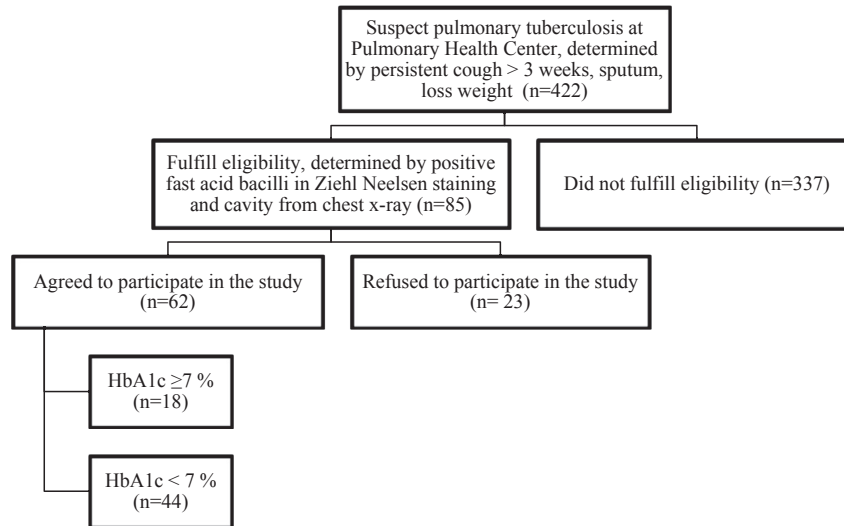 Suspect pulmonary tuberculosis at
Pulmonary Health Center, determined
by persistent cough > 3 weeks, sputum,
loss weight (n=422)
Fulfill eligibility, determined by positive
fast acid bacilli in Ziehl Neelsen staining
and cavity from chest x-ray (n=85)
Did not fulfill eligibility (n=337)
Agreed to participate in the study
(n=62)
Refused to participate in the study
(n= 23)
HbA1c ≥7 %
(n=18)
HbA1c < 7 %
(n=44)